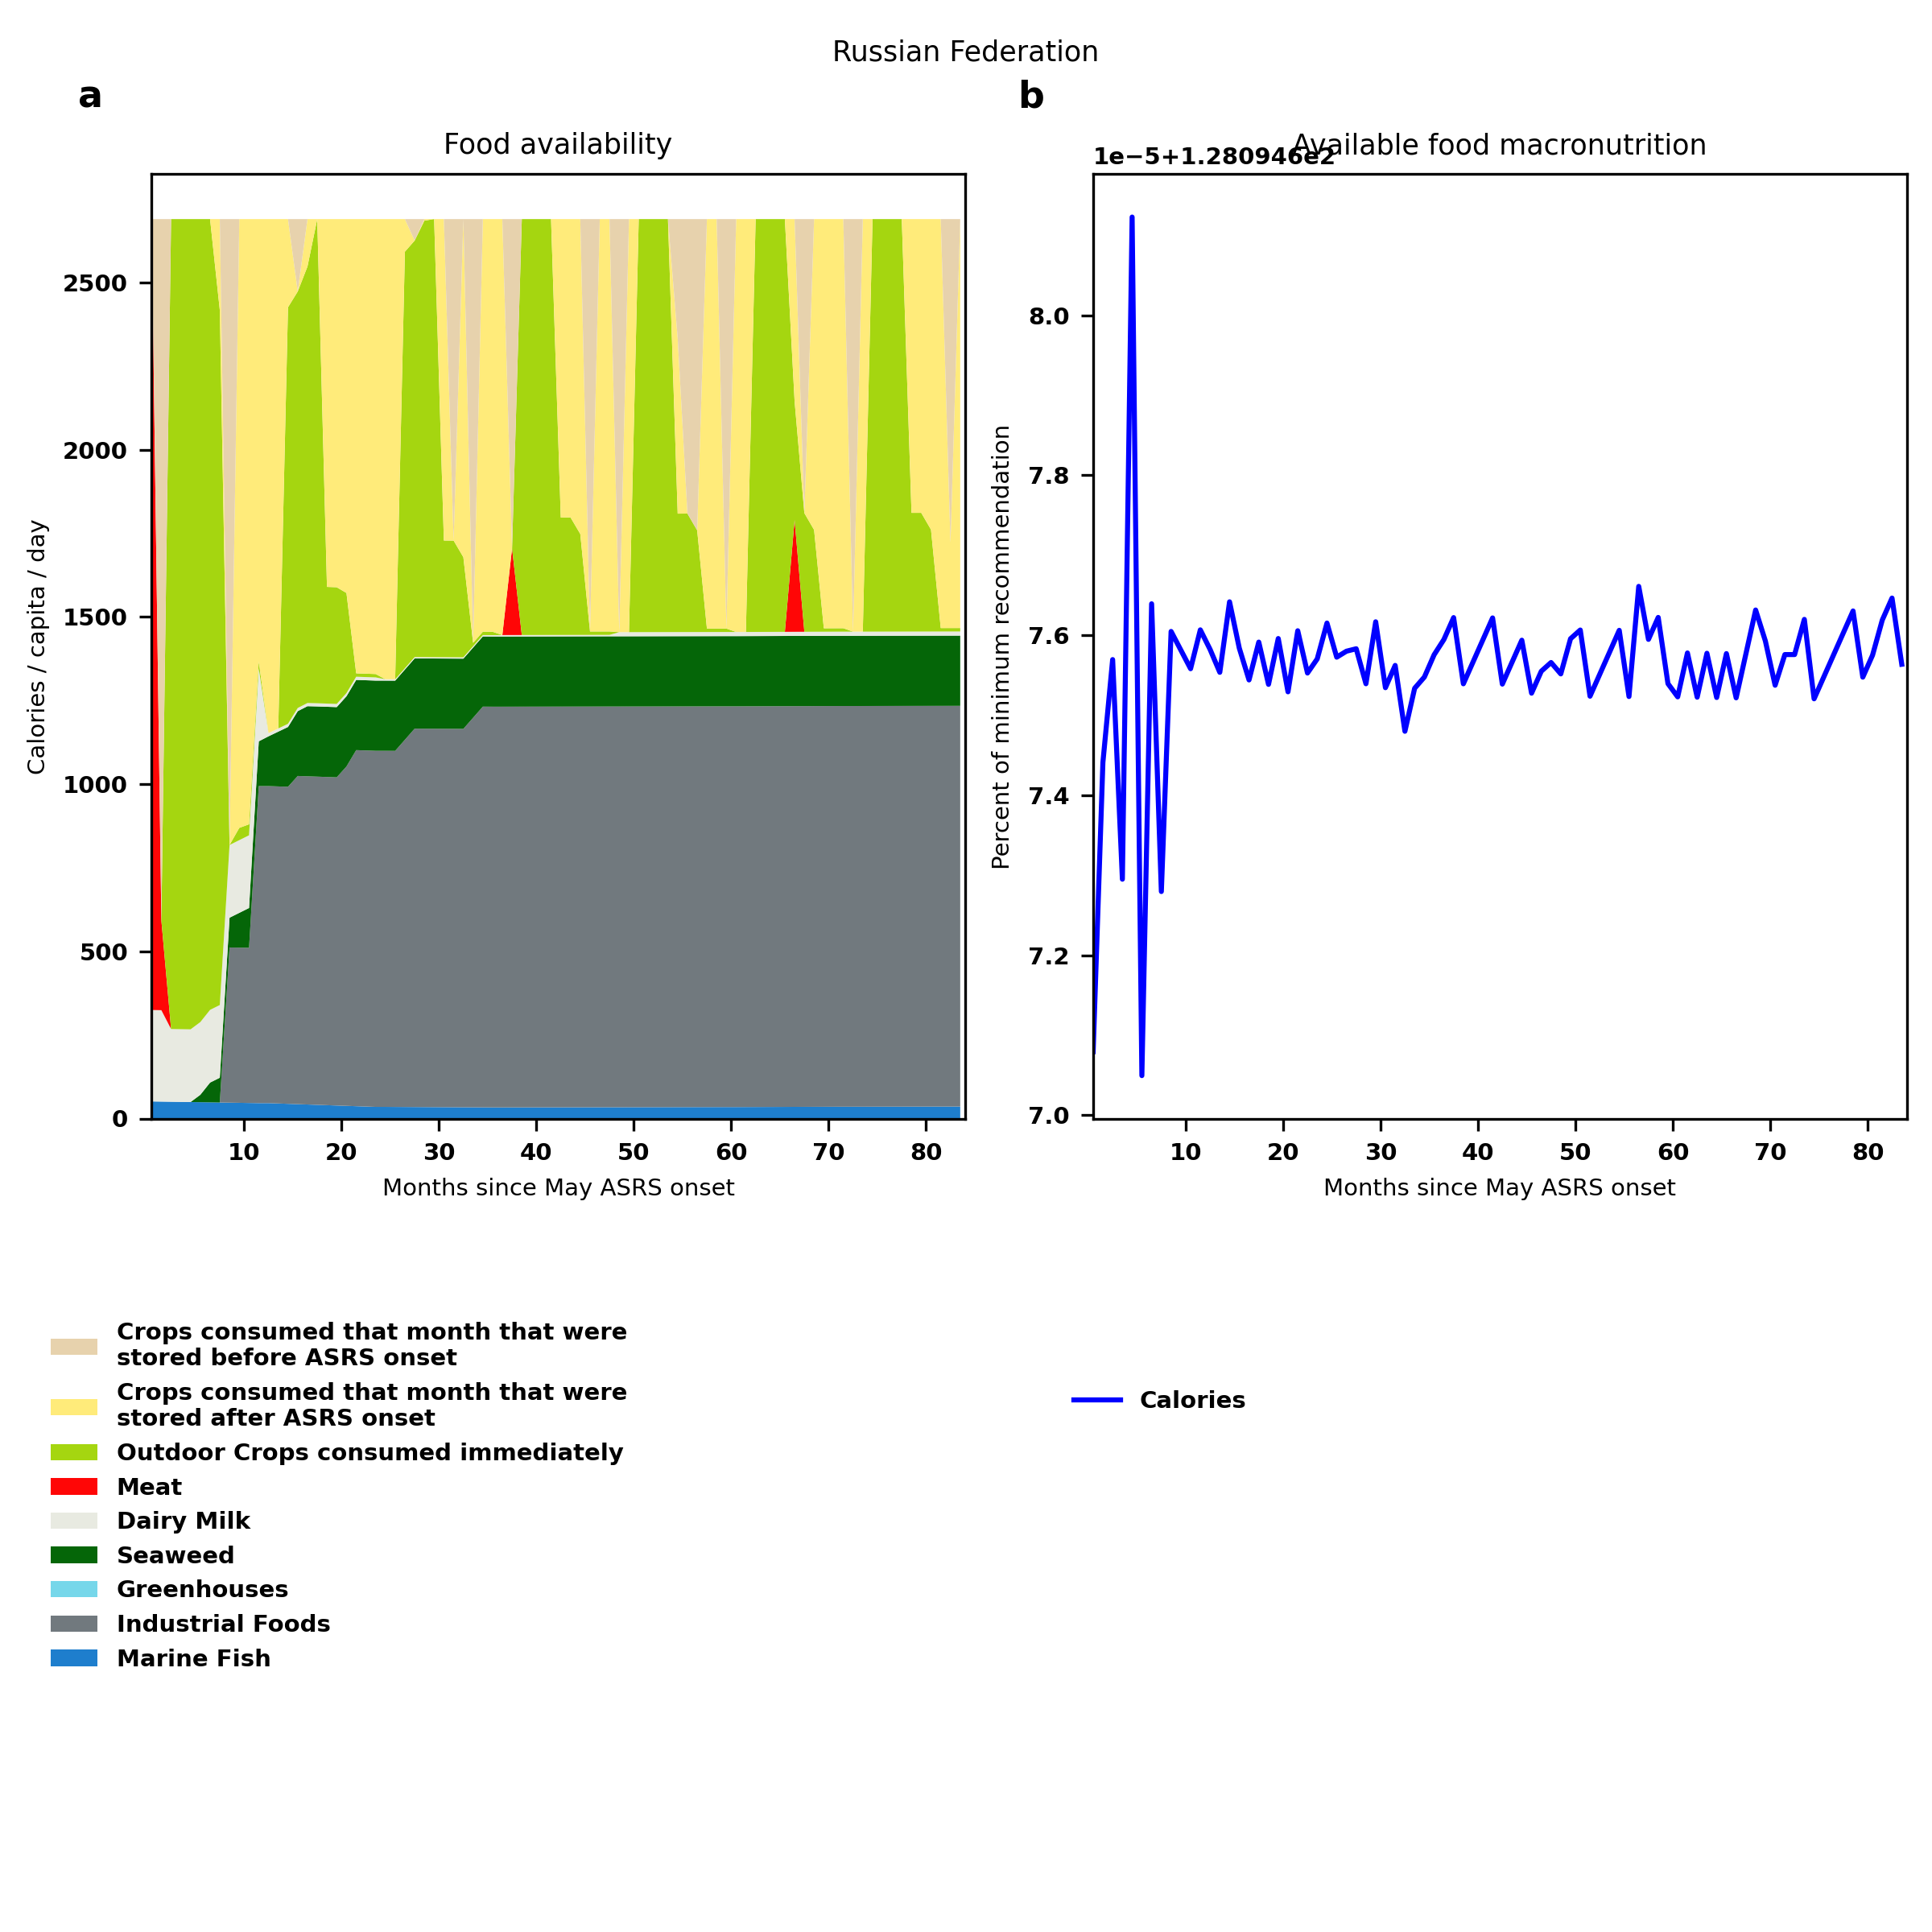 Russian Federation
a
b
Food availability
Available food macronutrition
1e−5+1.280946e2
Calories / capita / day
2500
2000
1500
1000
500
0
10 20 30 40 50 60 70 80
Months since May ASRS onset
Percent of minimum recommendation
8.0
7.8
7.6
7.4
7.2
7.0
10 20 30 40 50 60 70 80
Months since May ASRS onset
Crops consumed that month that were
stored before ASRS onset
Crops consumed that month that were
stored after ASRS onset
Outdoor Crops consumed immediately
Meat
Dairy Milk
Seaweed
Greenhouses
Industrial Foods
Marine Fish
Calories